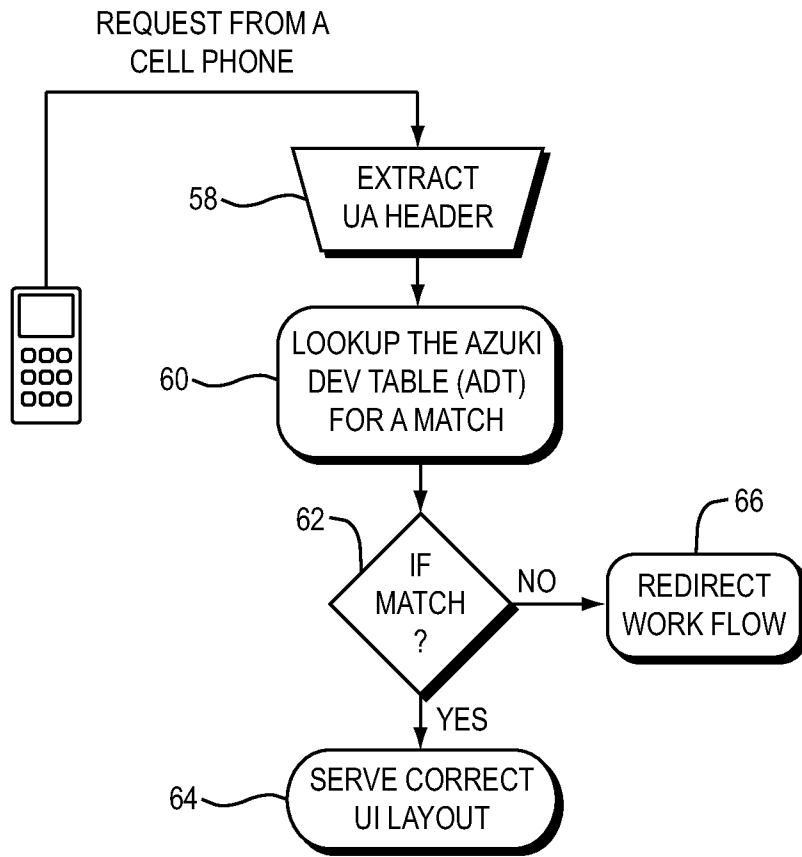 REQUEST FROM A
CELL PHONE
58
EXTRACT
UA HEADER
60
LOOKUP THE AZUKI
DEV TABLE (ADT)
FOR A MATCH
62
IF
MATCH
?
NO
66
REDIRECT
WORK FLOW
YES
64
SERVE CORRECT
UI LAYOUT